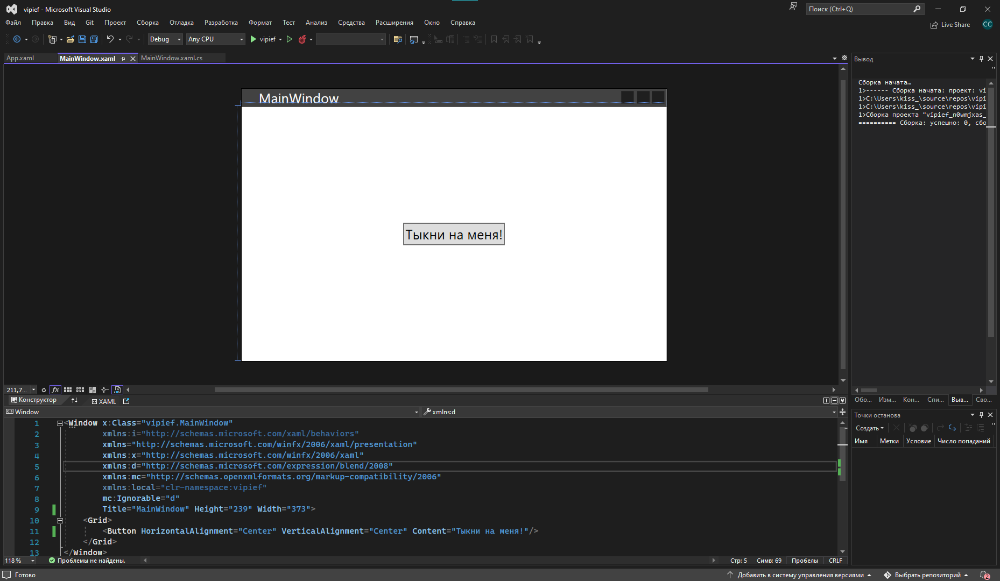 vipief - Microsoft Visual Studio
Поиск (Ctrl+Q)
Файл Правка Вид Git Проект Сборка Отладка Разработка Формат Тест Анализ Средства Расширения Окно Справка
Live Share
CC
Debug Any CPU vipief
App.xaml MainWindow.xaml MainWindow.xaml.cs
Вывод
MainWindow
Тыкни на меня!
Сборка начата…
1>------ Сборка начата: проект: vi
1>C:\Users\kiss_\source\repos\vipi
1>C:\Users\kiss_\source\repos\vipi
1>Сборка проекта "vipief_n0wmjxas_
========== Сборка: успешно: 0, сбо
211,7...
fx
Конструктор XAML
Обо... Изм... Кон... Спи... Выв... Сво...
Window xmlns:d
1 <Window x:Class="vipief.MainWindow"
2 xmlns:i="http://schemas.microsoft.com/xaml/behaviors"
3 xmlns="http://schemas.microsoft.com/winfx/2006/xaml/presentation"
4 xmlns:x="http://schemas.microsoft.com/winfx/2006/xaml"
5 xmlns:d="http://schemas.microsoft.com/expression/blend/2008"
6 xmlns:mc="http://schemas.openxmlformats.org/markup-compatibility/2006"
7 xmlns:local="clr-namespace:vipief"
8 mc:Ignorable="d"
9 Title="MainWindow" Height="239" Width="373">
10 <Grid>
11 <Button HorizontalAlignment="Center" VerticalAlignment="Center" Content="Тыкни на меня!"/>
12 </Grid>
13 </Window>
Точки останова
Создать
Имя Метки Условие Число попаданий
118 % Проблемы не найдены. Стр: 5 Симв: 69 Пробелы CRLF
Готово Добавить в систему управления версиями Выбрать репозиторий 2